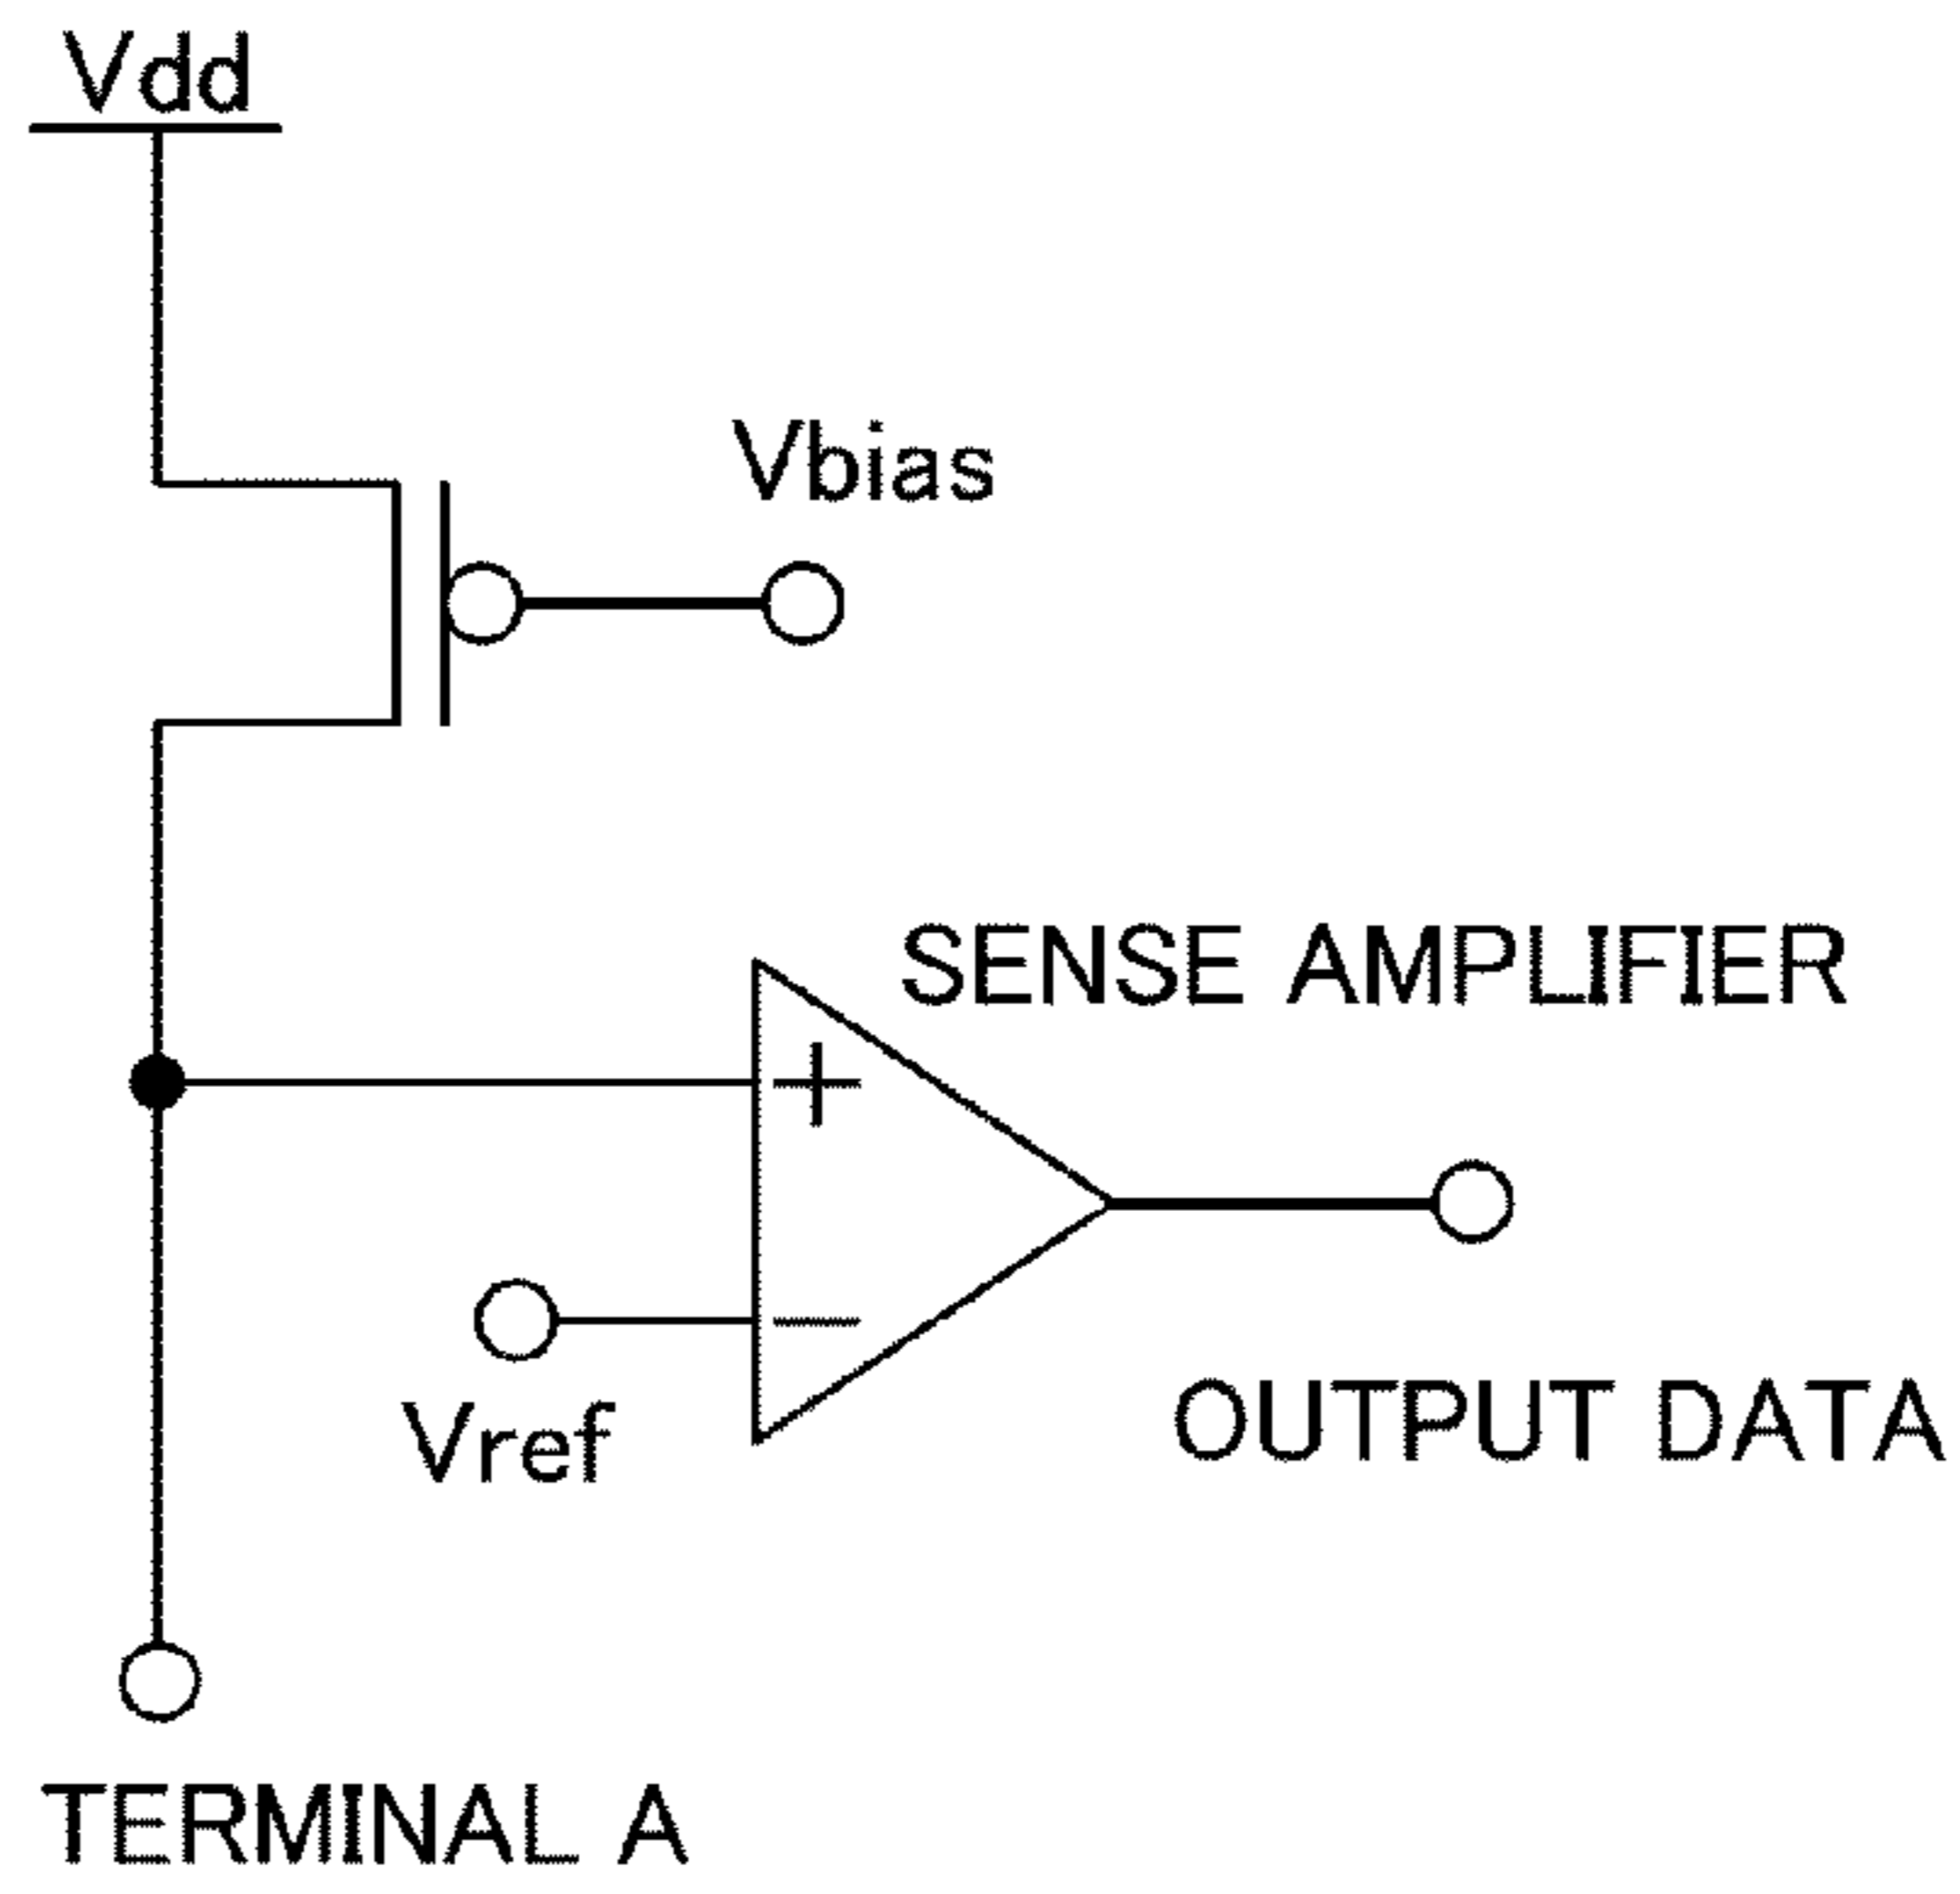 Vdd
Vbias
SENSE AMPLIFIER
+
−
Vref
OUTPUT DATA
TERMINAL A